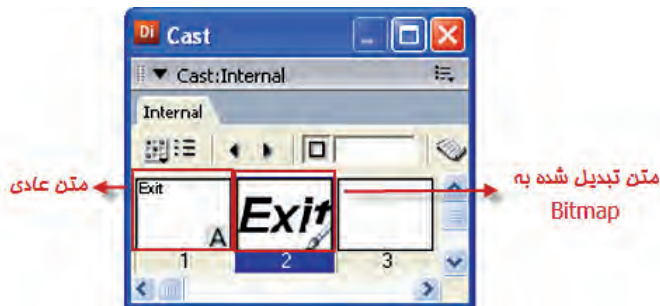 Di Cast
Cast:Internal
Internal
متن عادی
Exit
A
Exit
متن تبدیل شده به
Bitmap
1 2 3